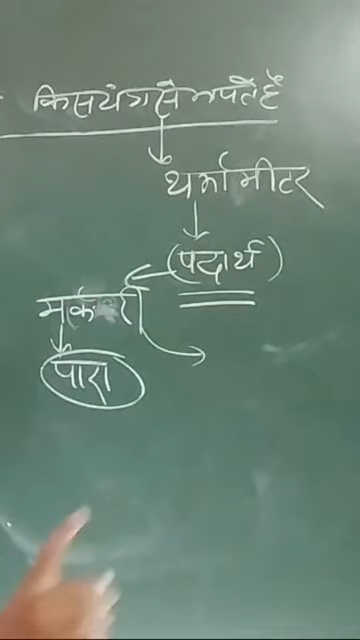 किस यंत्र से नापते हैं
थर्मामीटर
(पदार्थ)
मर्करी
पारा